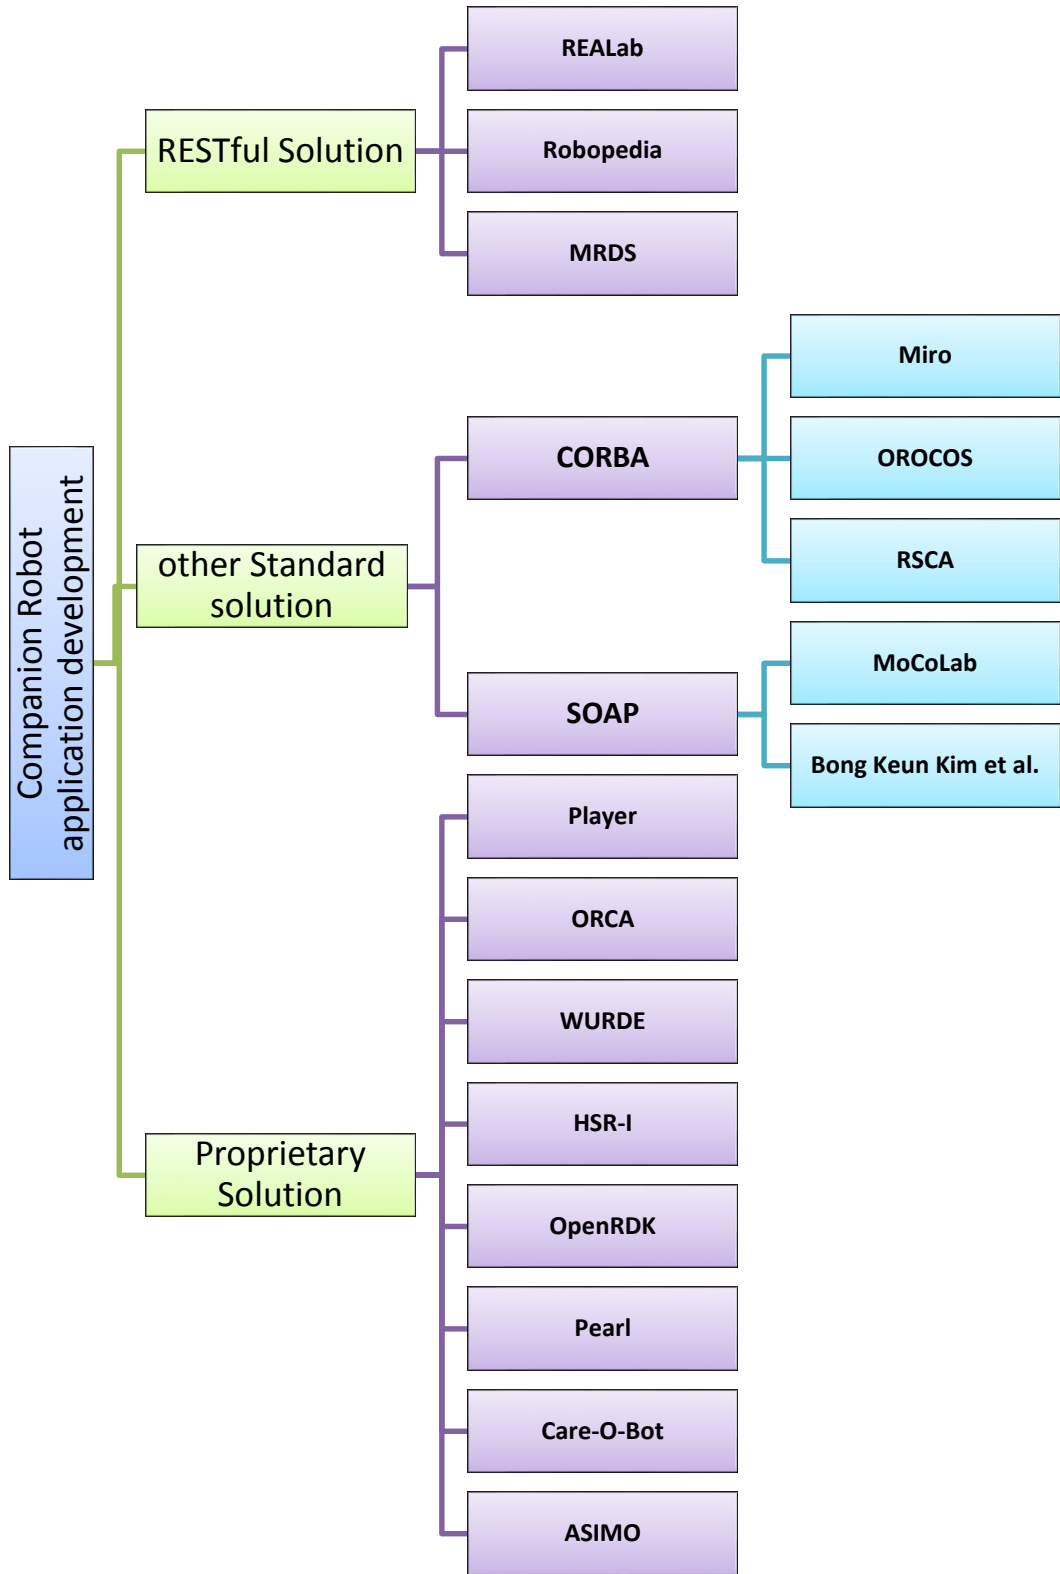 Companion Robot
application development
RESTful Solution
REALab
Robopedia
MRDS
other Standard
solution
CORBA
Miro
OROCOS
RSCA
SOAP
MoCoLab
Bong Keun Kim et al.
Proprietary
Solution
Player
ORCA
WURDE
HSR-I
OpenRDK
Pearl
Care-O-Bot
ASIMO